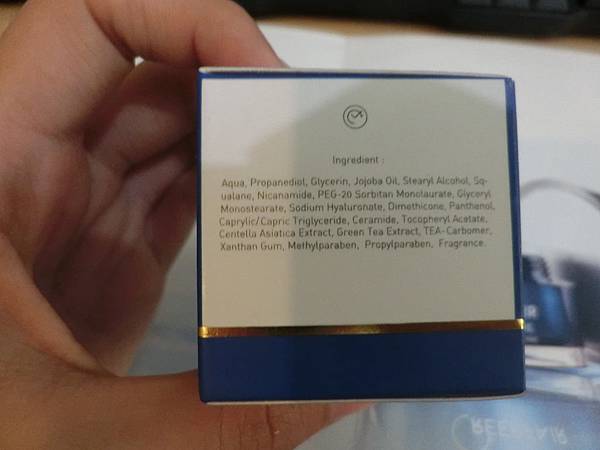 Ingredient :
Aqua, Propanediol, Glycerin, Jojoba Oil, Stearyl Alcohol, Sq-
ualane, Nicanamide, PEG-20 Sorbitan Monolaurate, Glyceryl
Monostearate, Sodium Hyaluronate, Dimethicone, Panthenol,
Caprylic/Capric Triglyceride, Ceramide, Tocopheryl Acetate,
Centella Asiatica Extract, Green Tea Extract, TEA-Carbomer,
Xanthan Gum, Methylparaben, Propylparaben, Fragrance.